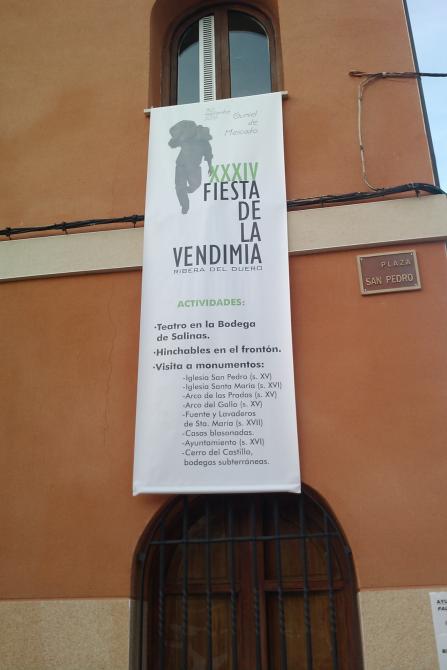 Gumiel
de
Mercado
XXXIV
FIESTA
DE
LA
VENDIMIA
RIBERA DEL DUERO
ACTIVIDADES:
·Teatro en la Bodega
de Salinas.
·Hinchables en el frontón.
·Visita a monumentos:
-Iglesia San Pedro (s. XV)
-Iglesia Santa María (s. XVI)
-Arco de las Pradas (s. XV)
-Arco del Gallo (s. XV)
-Fuente y Lavaderos
de Sta. María (s. XVII)
-Casas blasonadas.
-Ayuntamiento (s. XVI)
-Cerro del Castillo,
bodegas subterráneas.
PLAZA
SAN PEDRO